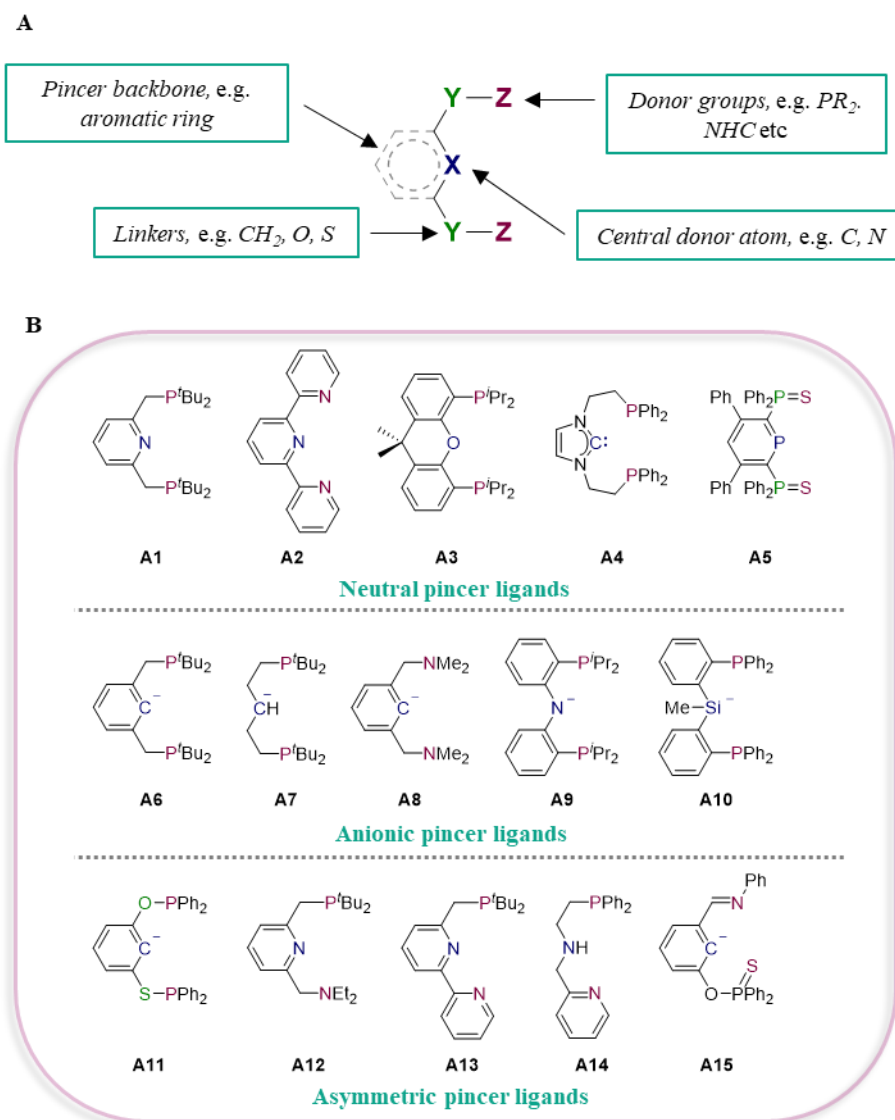 A
Pincer backbone, e.g.
aromatic ring
Y–Z
Donor groups, e.g. PR₂.
NHC etc
X
Linkers, e.g. CH₂, O, S
Y–Z
Central donor atom, e.g. C, N
B
PᵗBu₂
N
PᵗBu₂
A1
N
N
N
A2
PⁱPr₂
O
PⁱPr₂
A3
N
PPh₂
C:
N
PPh₂
A4
Ph
Ph₂
P=S
P
Ph
Ph₂P=S
A5
Neutral pincer ligands
PᵗBu₂
C⁻
PᵗBu₂
A6
PᵗBu₂
CH⁻
PᵗBu₂
A7
NMe₂
C⁻
NMe₂
A8
PⁱPr₂
N⁻
PⁱPr₂
A9
PPh₂
Me–Si⁻
PPh₂
A10
Anionic pincer ligands
O–PPh₂
C⁻
S–PPh₂
A11
PᵗBu₂
N
NEt₂
A12
PᵗBu₂
N
N
A13
PPh₂
NH
N
A14
Ph
N
C⁻
S
O–PPh₂
A15
Asymmetric pincer ligands